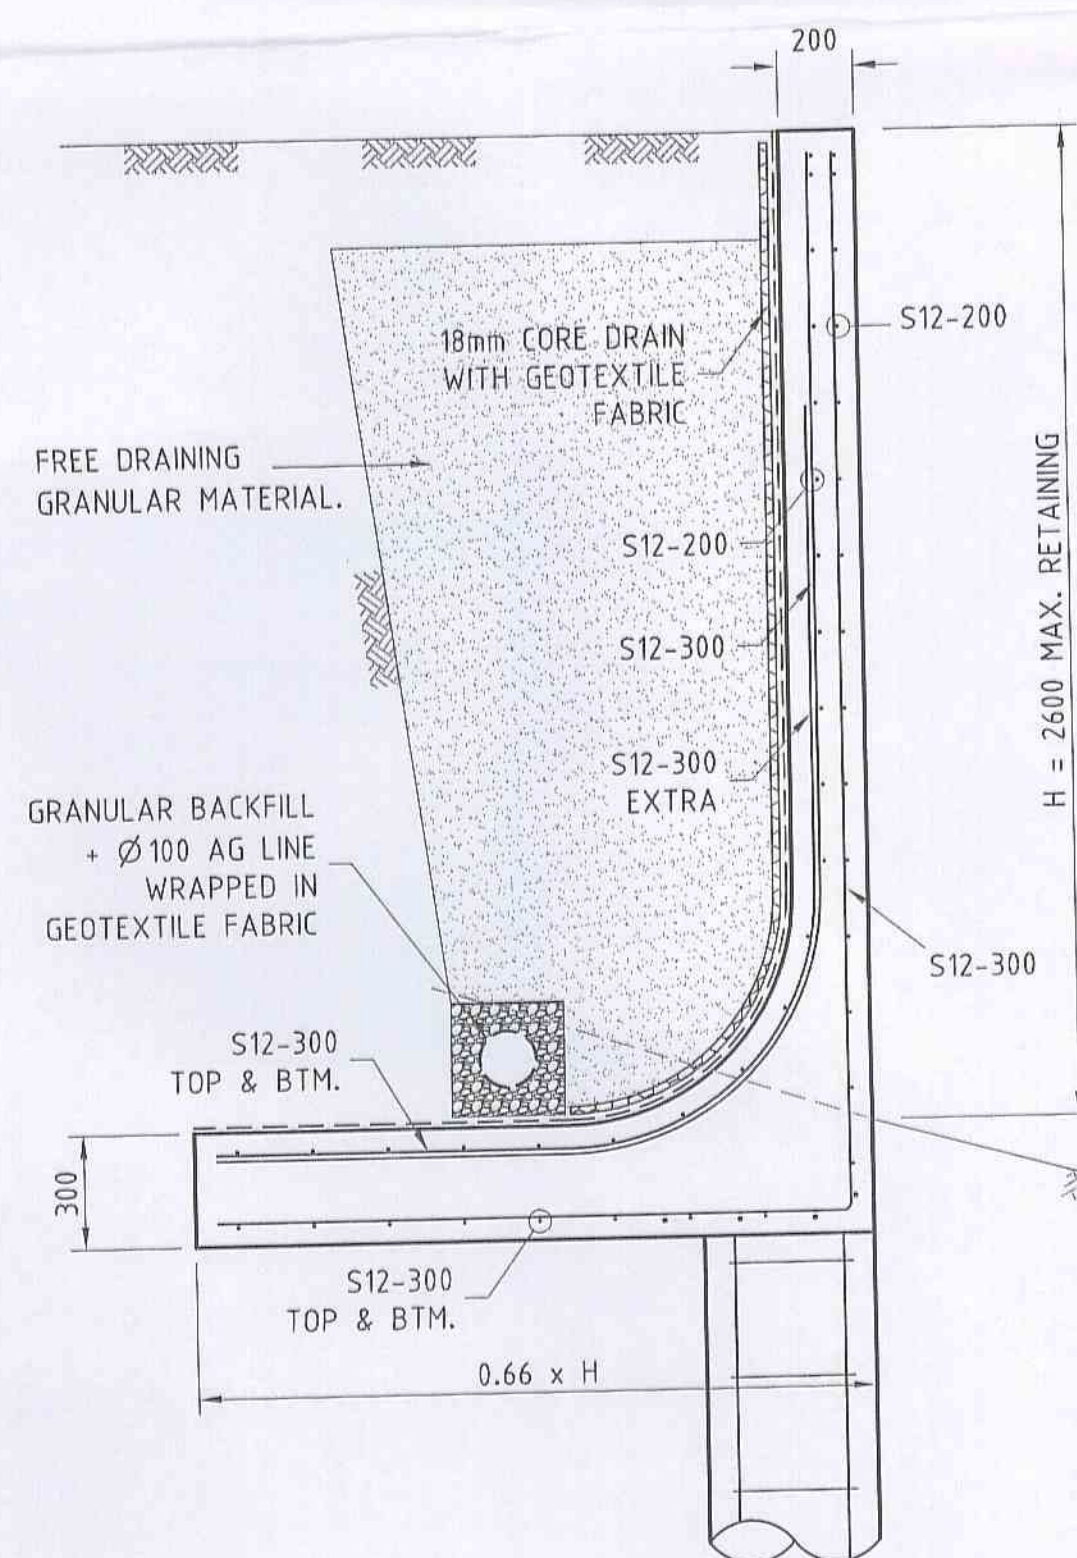 200
S12-200
18mm CORE DRAIN
WITH GEOTEXTILE
FABRIC
FREE DRAINING
GRANULAR MATERIAL.
S12-200
S12-300
S12-300
EXTRA
H = 2600 MAX. RETAINING
GRANULAR BACKFILL
+ Ø100 AG LINE
WRAPPED IN
GEOTEXTILE FABRIC
S12-300
S12-300
TOP & BTM.
300
S12-300
TOP & BTM.
0.66 x H